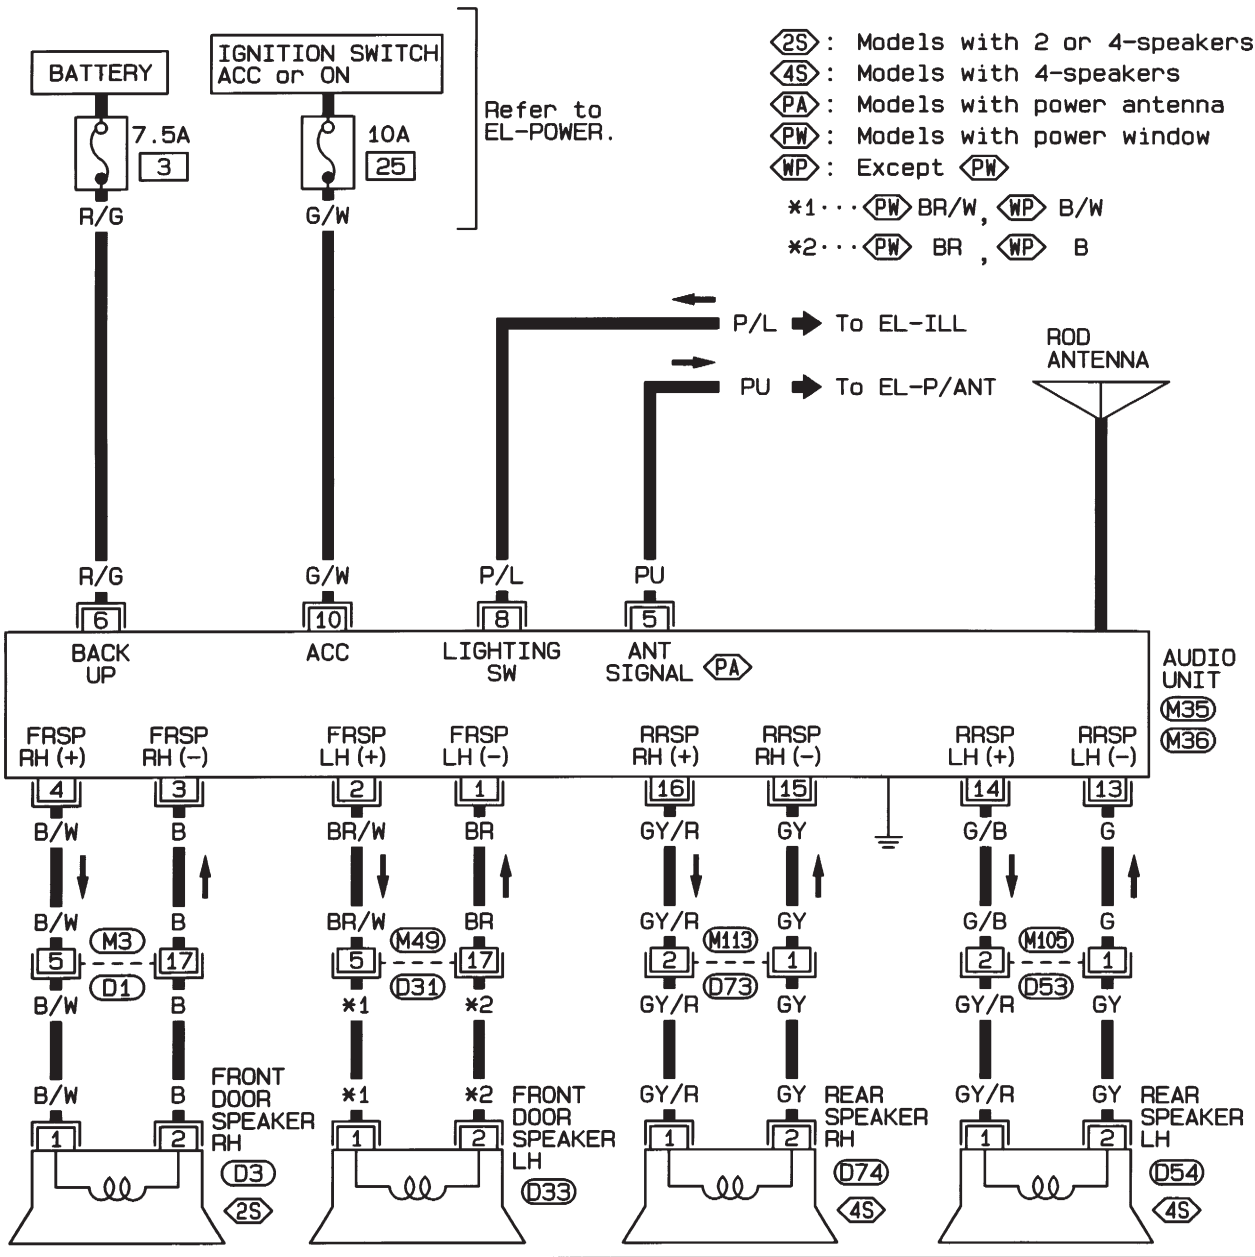 BATTERY
IGNITION SWITCH
ACC or ON
7.5A
3
10A
25
R/G
G/W
Refer to
EL-POWER.
2S : Models with 2 or 4-speakers
4S : Models with 4-speakers
PA : Models with power antenna
PW : Models with power window
WP : Except PW
*1··· PW BR/W, WP B/W
*2··· PW BR , WP B
P/L To EL-ILL
PU To EL-P/ANT
ROD
ANTENNA
R/G G/W P/L PU
6 10 8 5
BACK
UP
ACC
LIGHTING
SW
ANT
SIGNAL PA
AUDIO
UNIT
M35
M36
FRSP
RH (+)
FRSP
RH (-)
FRSP
LH (+)
FRSP
LH (-)
RRSP
RH (+)
RRSP
RH (-)
RRSP
LH (+)
RRSP
LH (-)
4 3 2 1 16 15 14 13
B/W B BR/W BR GY/R GY G/B G
B/W B BR/W BR GY/R GY G/B G
M3 M49 M113 M105
5 17 5 17 2 1 2 1
D1 D31 D73 D53
B/W B *1 *2 GY/R GY GY/R GY
B/W B *1 *2 GY/R GY GY/R GY
1 2 1 2 1 2 1 2
FRONT
DOOR
SPEAKER
RH
D3
2S
FRONT
DOOR
SPEAKER
LH
D33
REAR
SPEAKER
RH
D74
4S
REAR
SPEAKER
LH
D54
4S